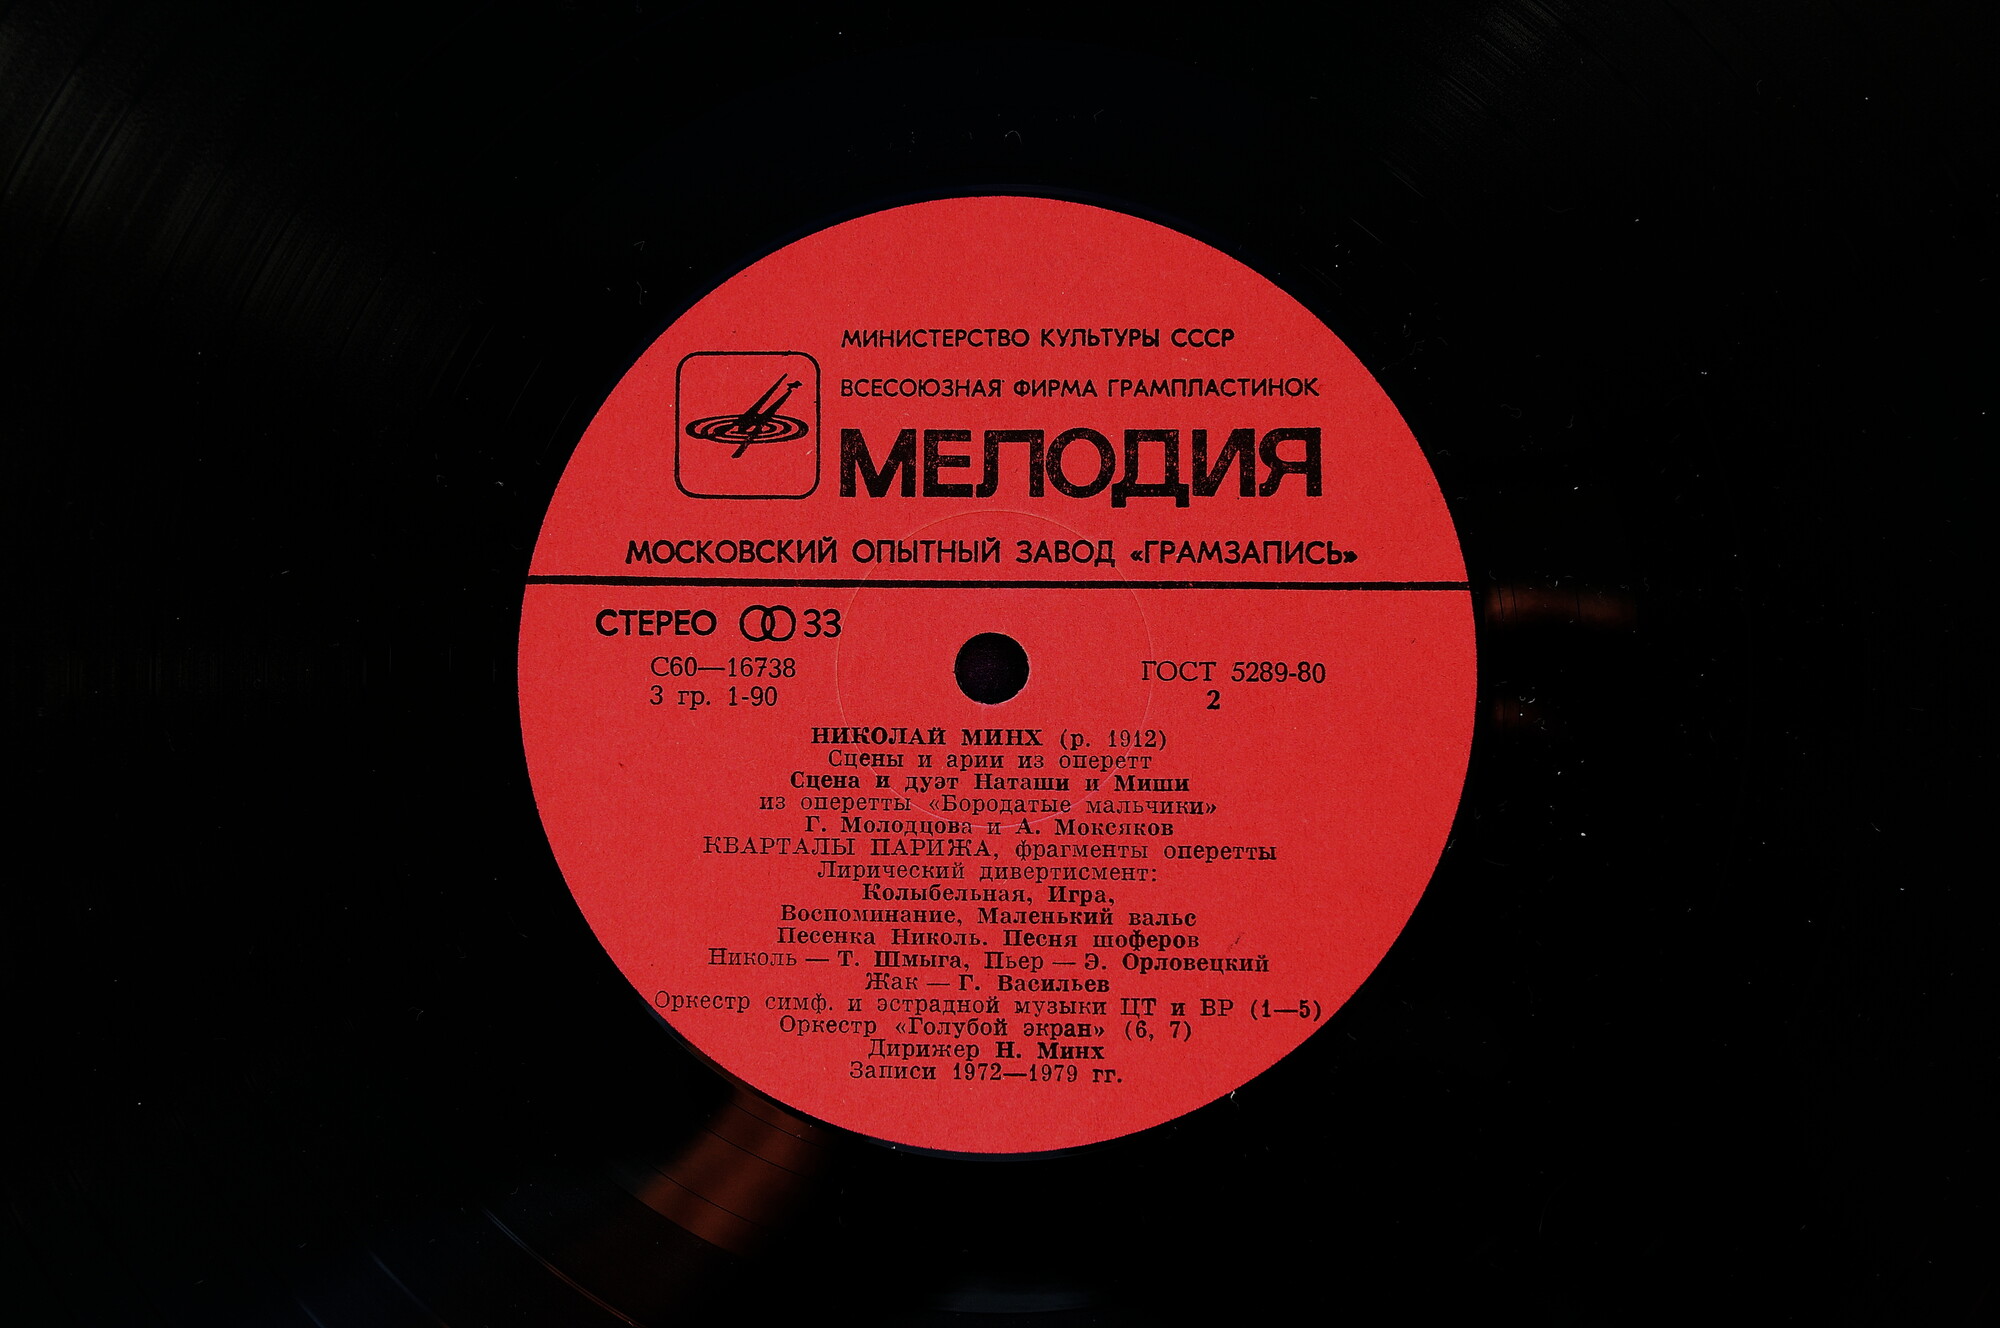 МИНИСТЕРСТВО КУЛЬТУРЫ СССР
ВСЕСОЮЗНАЯ ФИРМА ГРАМПЛАСТИНОК
МЕЛОДИЯ
МОСКОВСКИЙ ОПЫТНЫЙ ЗАВОД «ГРАМЗАПИСЬ»
СТЕРЕО 33
С60—16738
3 гр. 1-90
ГОСТ 5289-80
2
НИКОЛАЙ МИНХ (р. 1912)
Сцены и арии из оперетт
Сцена и дуэт Наташи и Миши
из оперетты «Бородатые мальчики»
Г. Молодцова и А. Моксяков
КВАРТАЛЫ ПАРИЖА, фрагменты оперетты
Лирический дивертисмент:
Колыбельная, Игра,
Воспоминание, Маленький вальс
Песенка Николь. Песня шоферов
Николь — Т. Шмыга, Пьер — Э. Орловецкий
Жак — Г. Васильев
Оркестр симф. и эстрадной музыки ЦТ и ВР (1—5)
Оркестр «Голубой экран» (6, 7)
Дирижер Н. Минх
Записи 1972—1979 гг.